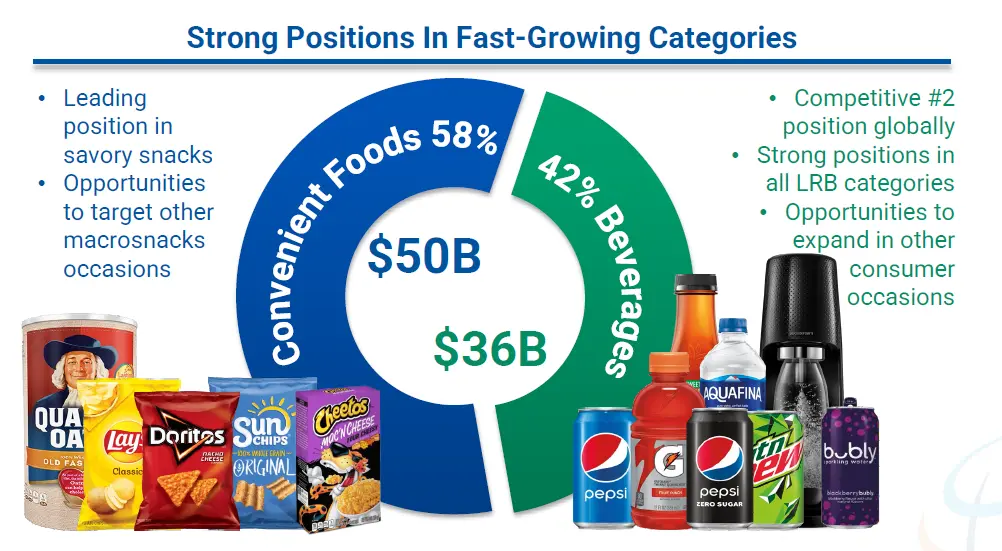 Strong Positions In Fast-Growing Categories
• Leading
position in
savory snacks
• Opportunities
to target other
macrosnacks
occasions
Convenient Foods 58%
$50B
42% Beverages
$36B
• Competitive #2
position globally
• Strong positions in
all LRB categories
• Opportunities to
expand in other
consumer
occasions
QUA
OA
OLD FAS
Lay's
Classic
Doritos
NACHO
CHEESE
Sun
CHIPS
100% WHOLE GRAIN
ORIGINAL
Cheetos
MAC'N CHEESE
AQUAFINA
G
pepsi
pepsi
ZERO SUGAR
mtn
dew
bubly
sparkling water
blackberrybubly